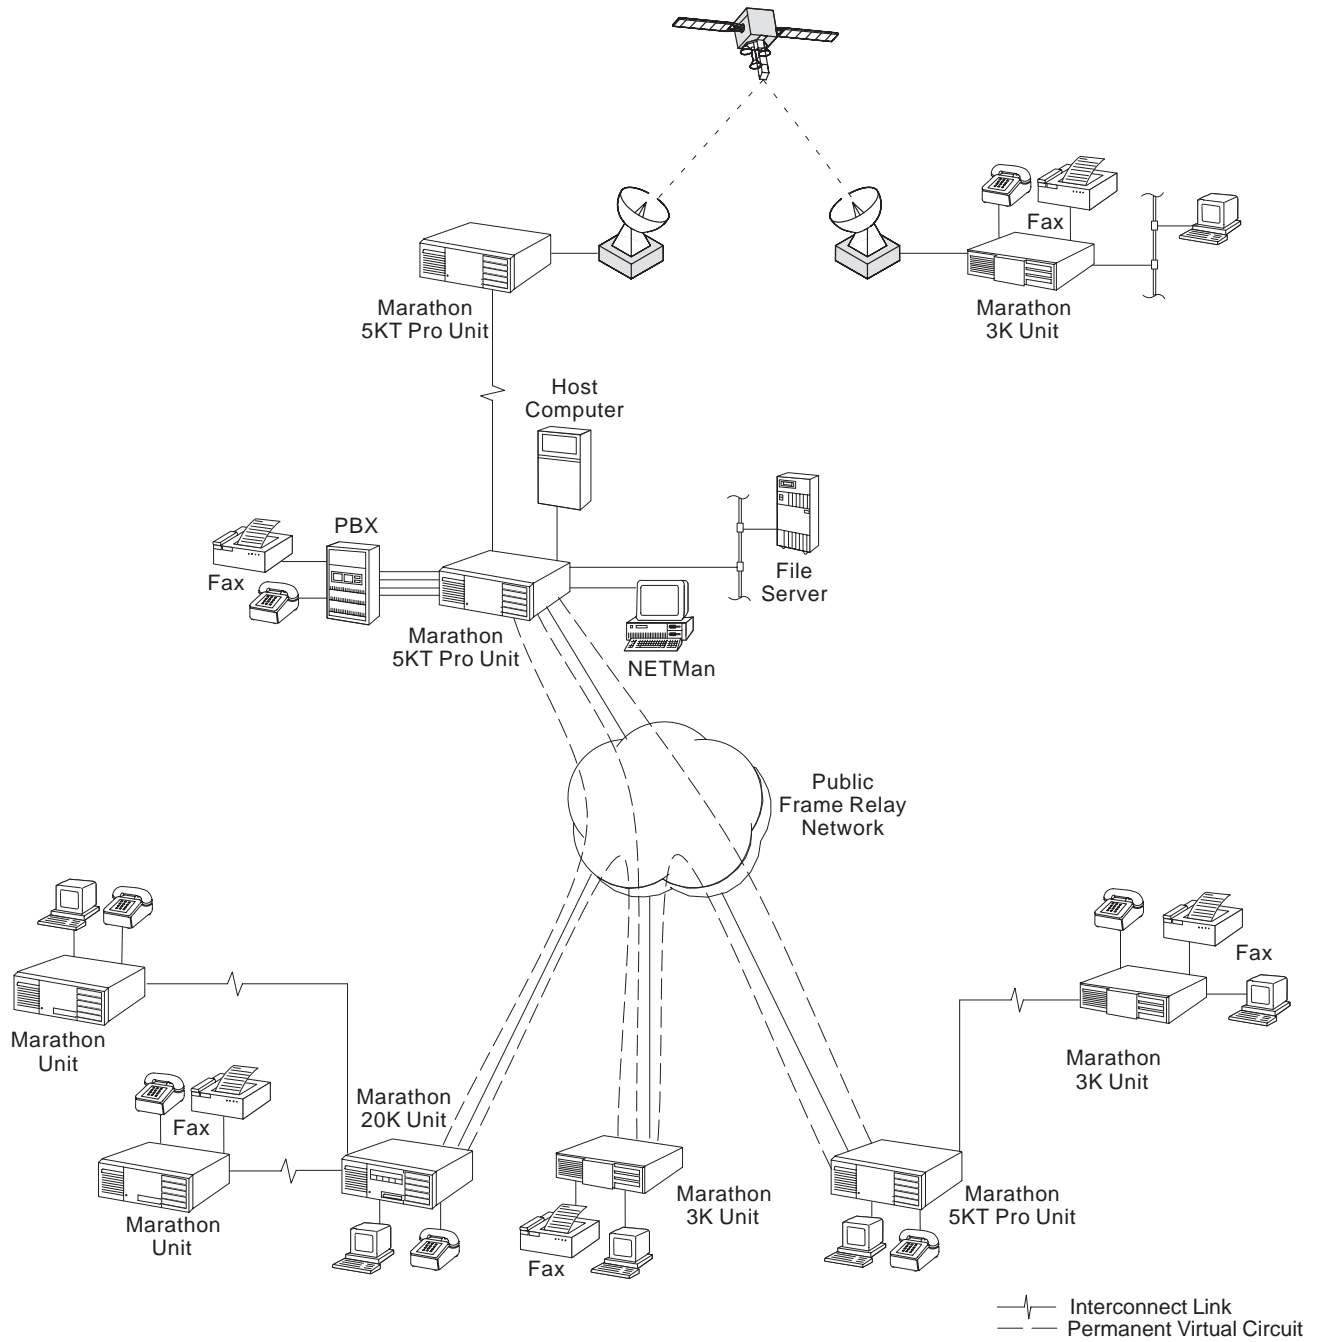 Fax
Marathon
5KT Pro Unit
Marathon
3K Unit
Host
Computer
PBX
Fax
File
Server
Marathon
5KT Pro Unit
NETMan
Public
Frame Relay
Network
Fax
Marathon
Unit
Marathon
3K Unit
Marathon
20K Unit
Fax
Marathon
3K Unit
Marathon
5KT Pro Unit
Marathon
Unit
Fax
Interconnect Link
Permanent Virtual Circuit